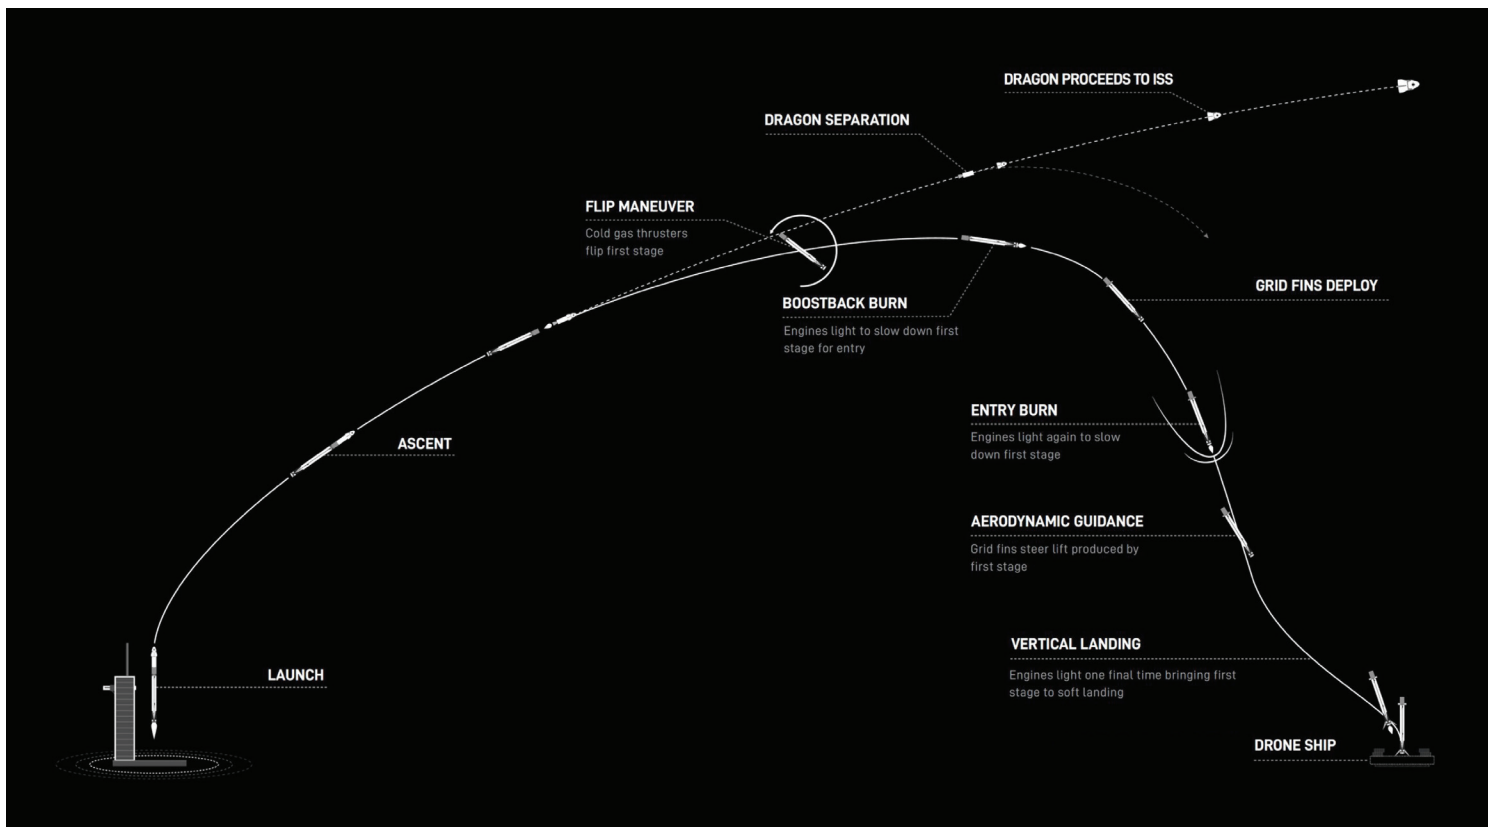 DRAGON PROCEEDS TO ISS
DRAGON SEPARATION
FLIP MANEUVER
Cold gas thrusters
flip first stage
BOOSTBACK BURN
Engines light to slow down first
stage for entry
GRID FINS DEPLOY
ENTRY BURN
Engines light again to slow
down first stage
ASCENT
AERODYNAMIC GUIDANCE
Grid fins steer lift produced by
first stage
VERTICAL LANDING
Engines light one final time bringing first
stage to soft landing
LAUNCH
DRONE SHIP